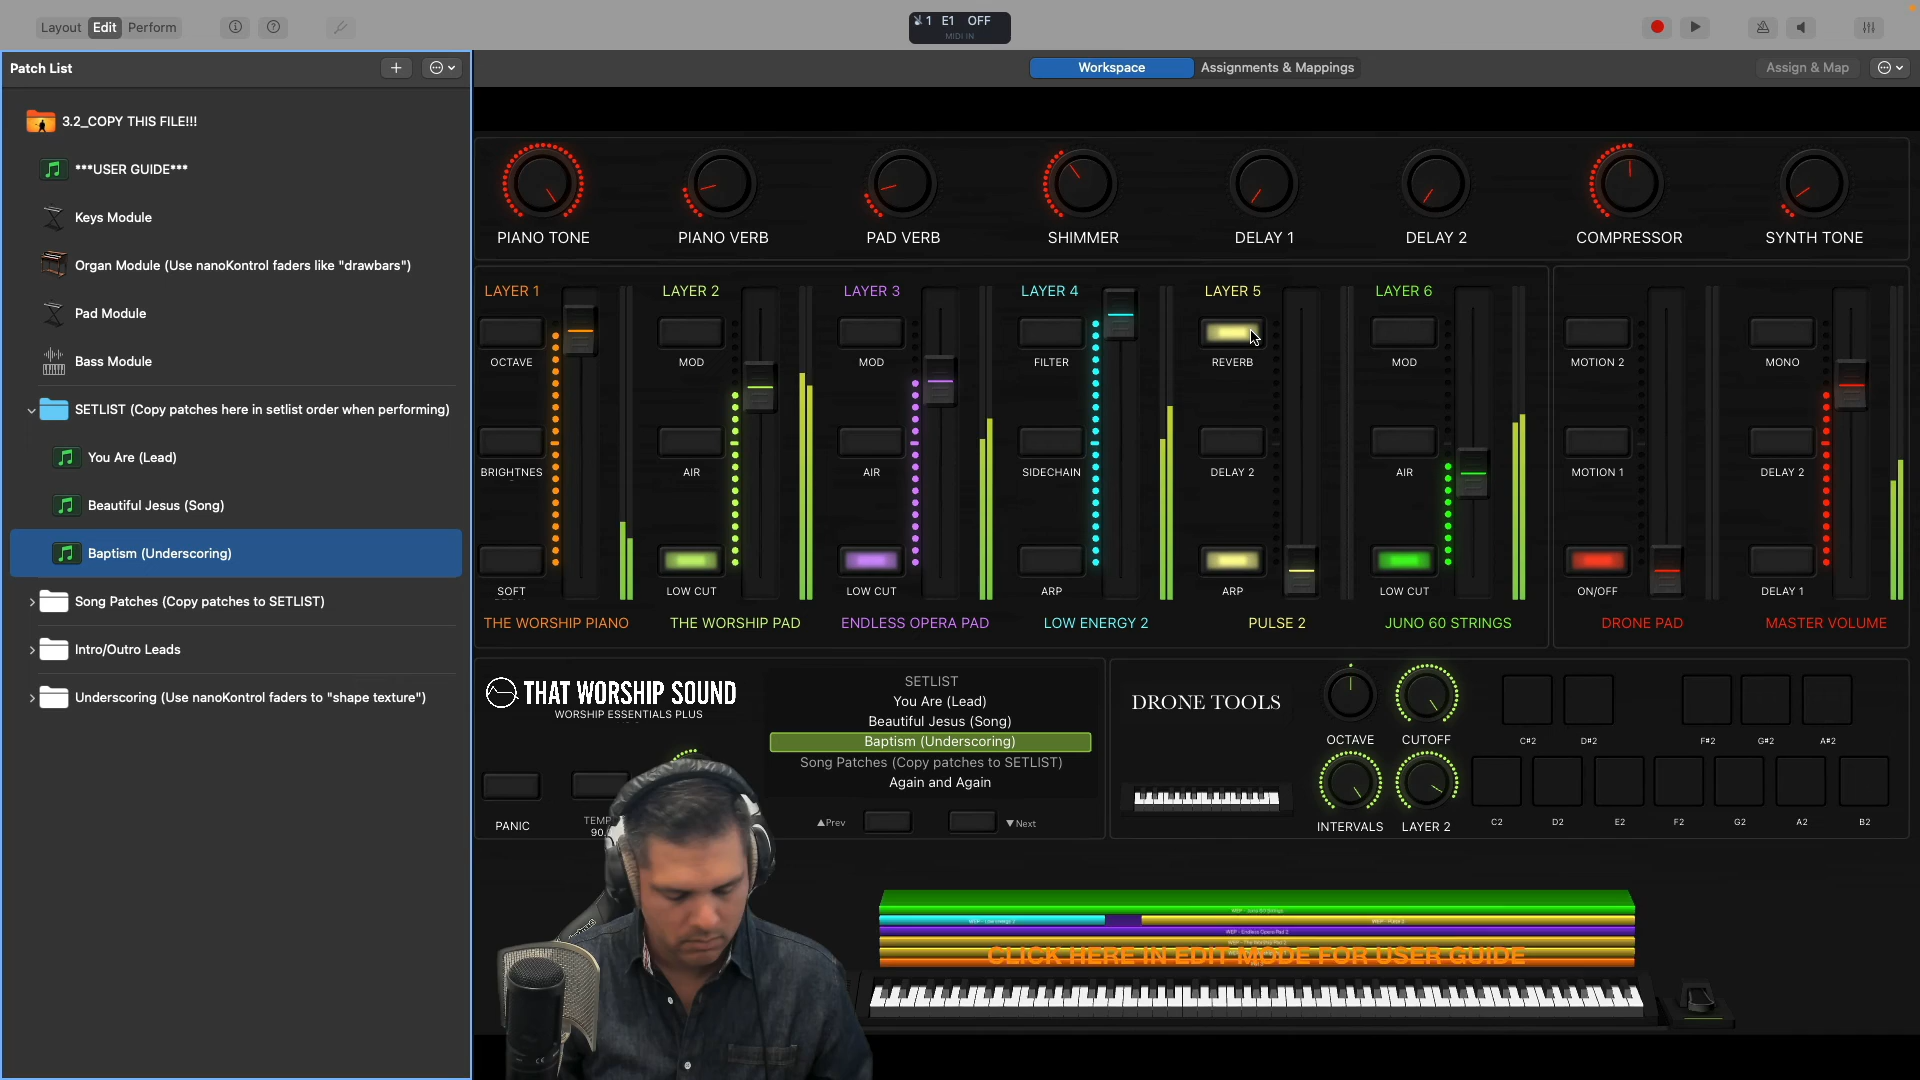 Layout Edit Perform
1 E1 OFF
MIDI IN
Patch List
Workspace
Assignments & Mappings
Assign & Map
3.2_COPY THIS FILE!!!
***USER GUIDE***
Keys Module
Organ Module (Use nanoKontrol faders like "drawbars")
Pad Module
Bass Module
SETLIST (Copy patches here in setlist order when performing)
You Are (Lead)
Beautiful Jesus (Song)
Baptism (Underscoring)
Song Patches (Copy patches to SETLIST)
Intro/Outro Leads
Underscoring (Use nanoKontrol faders to "shape texture")
PIANO TONE PIANO VERB PAD VERB SHIMMER DELAY 1 DELAY 2 COMPRESSOR SYNTH TONE
LAYER 1 LAYER 2 LAYER 3 LAYER 4 LAYER 5 LAYER 6
OCTAVE MOD MOD FILTER REVERB MOD MOTION 2 MONO
BRIGHTNES AIR AIR SIDECHAIN DELAY 2 AIR MOTION 1 DELAY 2
SOFT LOW CUT LOW CUT ARP ARP LOW CUT ON/OFF DELAY 1
THE WORSHIP PIANO THE WORSHIP PAD ENDLESS OPERA PAD LOW ENERGY 2 PULSE 2 JUNO 60 STRINGS DRONE PAD MASTER VOLUME
THAT WORSHIP SOUND
WORSHIP ESSENTIALS PLUS
PANIC
TEMP
90.
SETLIST
You Are (Lead)
Beautiful Jesus (Song)
Baptism (Underscoring)
Song Patches (Copy patches to SETLIST)
Again and Again
▲Prev ▼Next
DRONE TOOLS
OCTAVE CUTOFF
INTERVALS LAYER 2
C#2 D#2 F#2 G#2 A#2
C2 D2 E2 F2 G2 A2 B2
CLICK HERE IN EDIT MODE FOR USER GUIDE